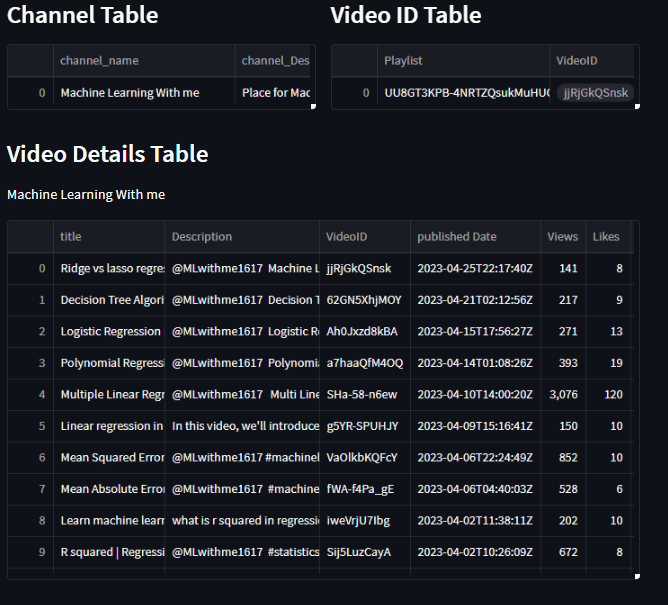 Channel Table
Video ID Table
channel_name channel_Des
Playlist VideoID
0 Machine Learning With me Place for Mac
0 UU8GT3KPB-4NRTZQsukMuHU jjRjGkQSnsk
Video Details Table
Machine Learning With me
title Description VideoID published Date Views Likes
0 Ridge vs lasso regre @MLwithme1617 Machine L jjRjGkQSnsk 2023-04-25T22:17:40Z 141 8
1 Decision Tree Algori @MLwithme1617 Decision T 62GN5XhjMOY 2023-04-21T02:12:56Z 217 9
2 Logistic Regression @MLwithme1617 Logistic R Ah0Jxzd8kBA 2023-04-15T17:56:27Z 271 13
3 Polynomial Regress @MLwithme1617 Polynomia a7haaQfM4OQ 2023-04-14T01:08:26Z 393 19
4 Multiple Linear Regr @MLwithme1617 Multi Line SHa-58-n6ew 2023-04-10T14:00:20Z 3,076 120
5 Linear regression in In this video, we'll introduce g5YR-SPUHJY 2023-04-09T15:16:41Z 150 10
6 Mean Squared Error @MLwithme1617 #machinel VaOlkbKQFcY 2023-04-06T22:24:49Z 852 10
7 Mean Absolute Error @MLwithme1617 #machine fWA-f4Pa_gE 2023-04-06T04:40:03Z 528 6
8 Learn machine learn what is r squared in regressi iweVrjU7Ibg 2023-04-02T11:38:11Z 202 10
9 R squared | Regressi @MLwithme1617 #statistics Sij5LuzCayA 2023-04-02T10:26:09Z 672 8